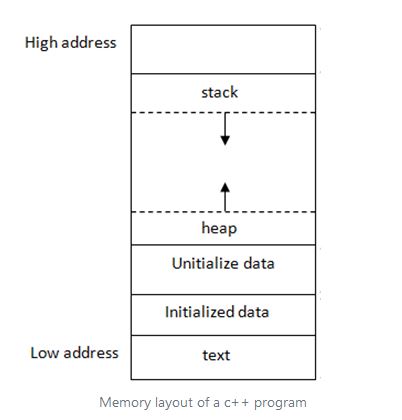 High address
stack
heap
Unitialize data
Initialized data
Low address
text
Memory layout of a c++ program